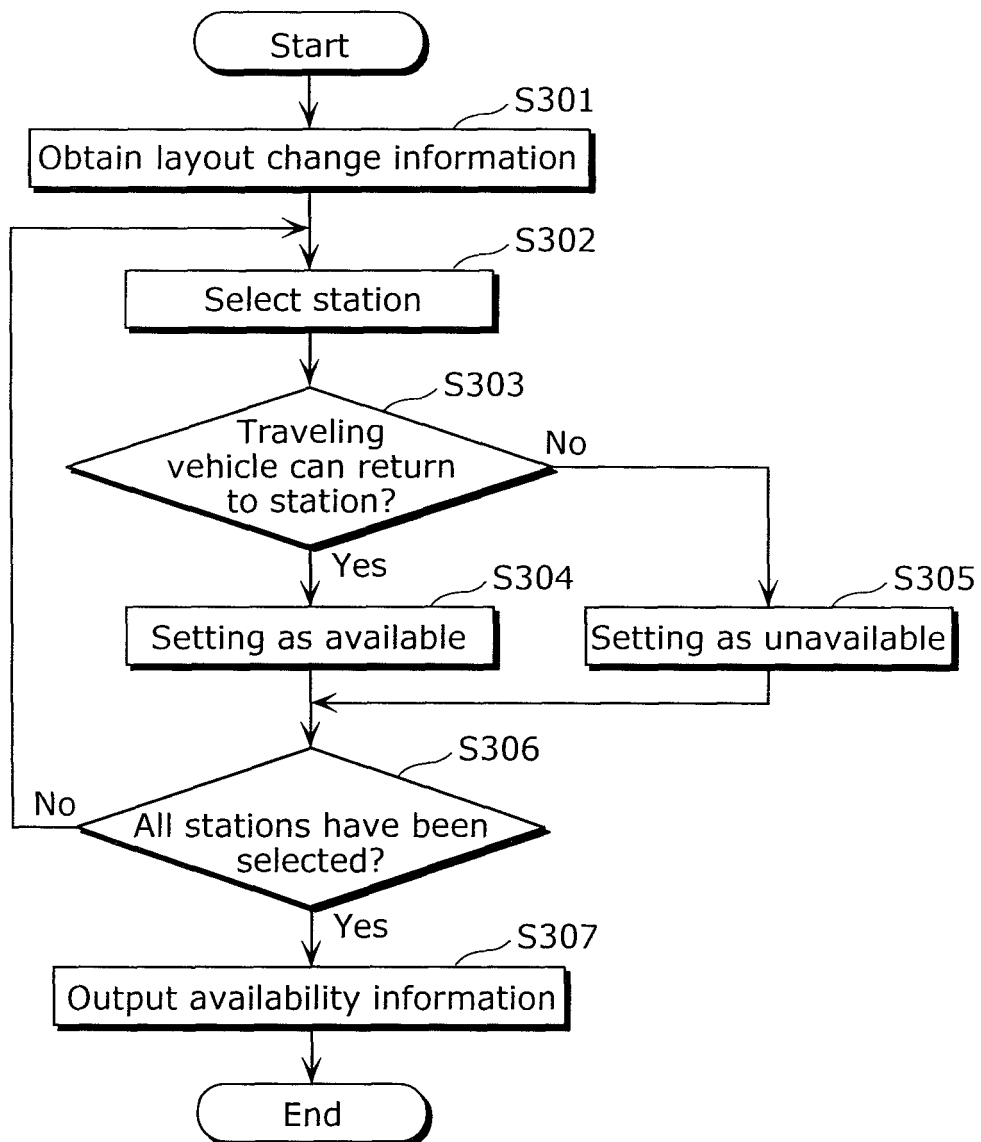 Start
S301
Obtain layout change information
S302
Select station
S303
Traveling
vehicle can return
to station?
No
Yes
S304
Setting as available
S305
Setting as unavailable
S306
All stations have been
selected?
No
Yes
S307
Output availability information
End